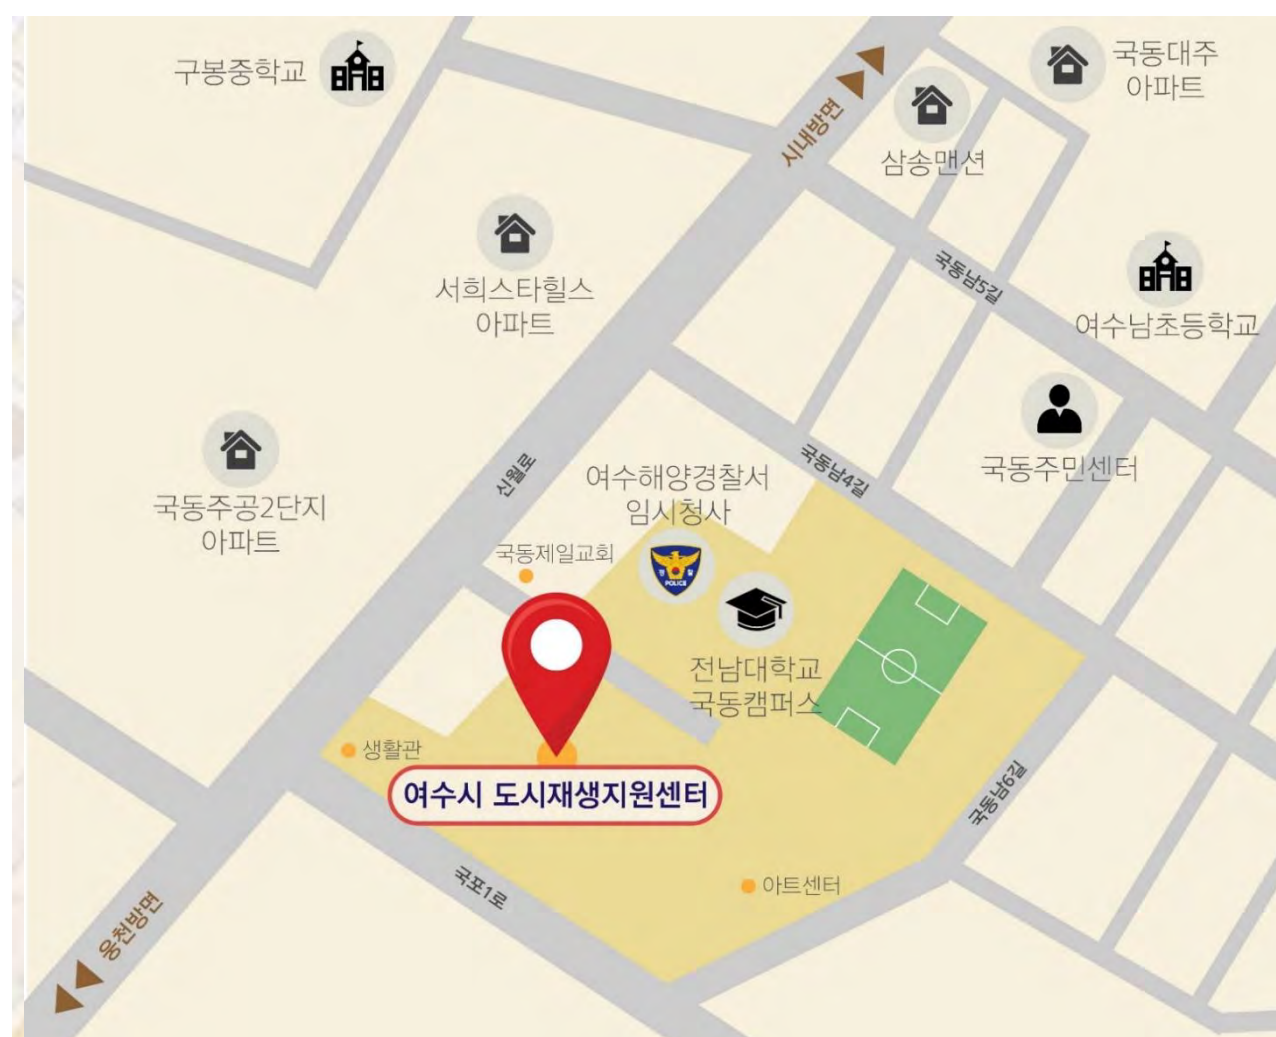 구봉중학교
국동대주
아파트
시내방면
삼송맨션
국동남5길
서희스타힐스
아파트
여수남초등학교
국동주민센터
국동남4길
신월로
여수해양경찰서
임시청사
국동주공2단지
아파트
국동제일교회
경찰
POLICE
전남대학교
국동캠퍼스
생활관
여수시 도시재생지원센터
국동남6길
국포1로
아트센터
웅천방면